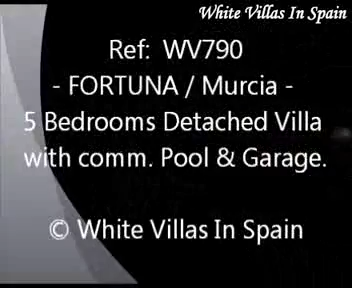 White Villas In Spain
Ref: WV790
- FORTUNA / Murcia -
5 Bedrooms Detached Villa
with comm. Pool & Garage.
© White Villas In Spain